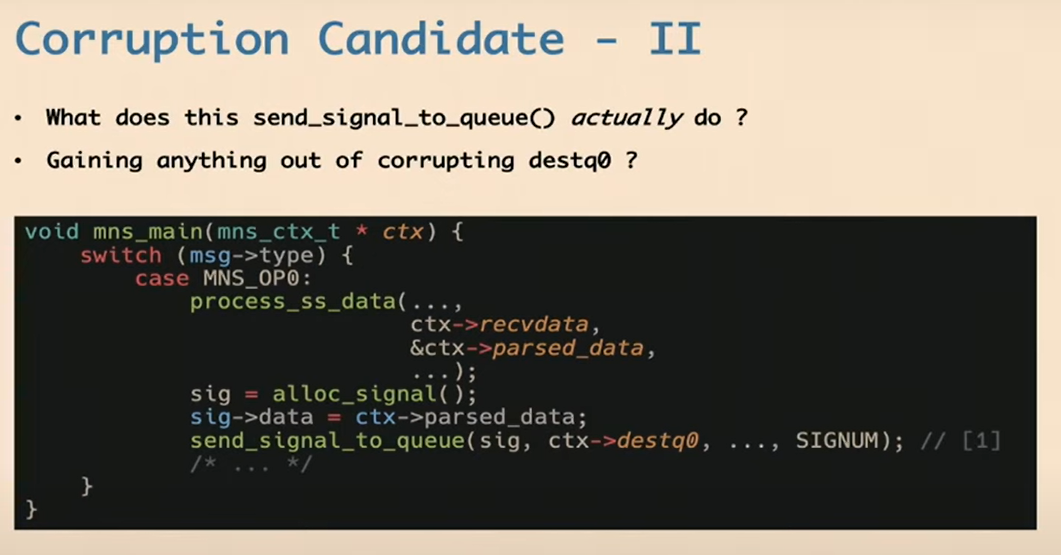 Corruption Candidate - II
• What does this send_signal_to_queue() actually do ?
• Gaining anything out of corrupting destq0 ?
void mns_main(mns_ctx_t * ctx) {
    switch (msg->type) {
        case MNS_OP0:
            process_ss_data(...,
                            ctx->recvdata,
                            &ctx->parsed_data,
                            ...);
            sig = alloc_signal();
            sig->data = ctx->parsed_data;
            send_signal_to_queue(sig, ctx->destq0, ..., SIGNUM); // [1]
            /* ... */
    }
}